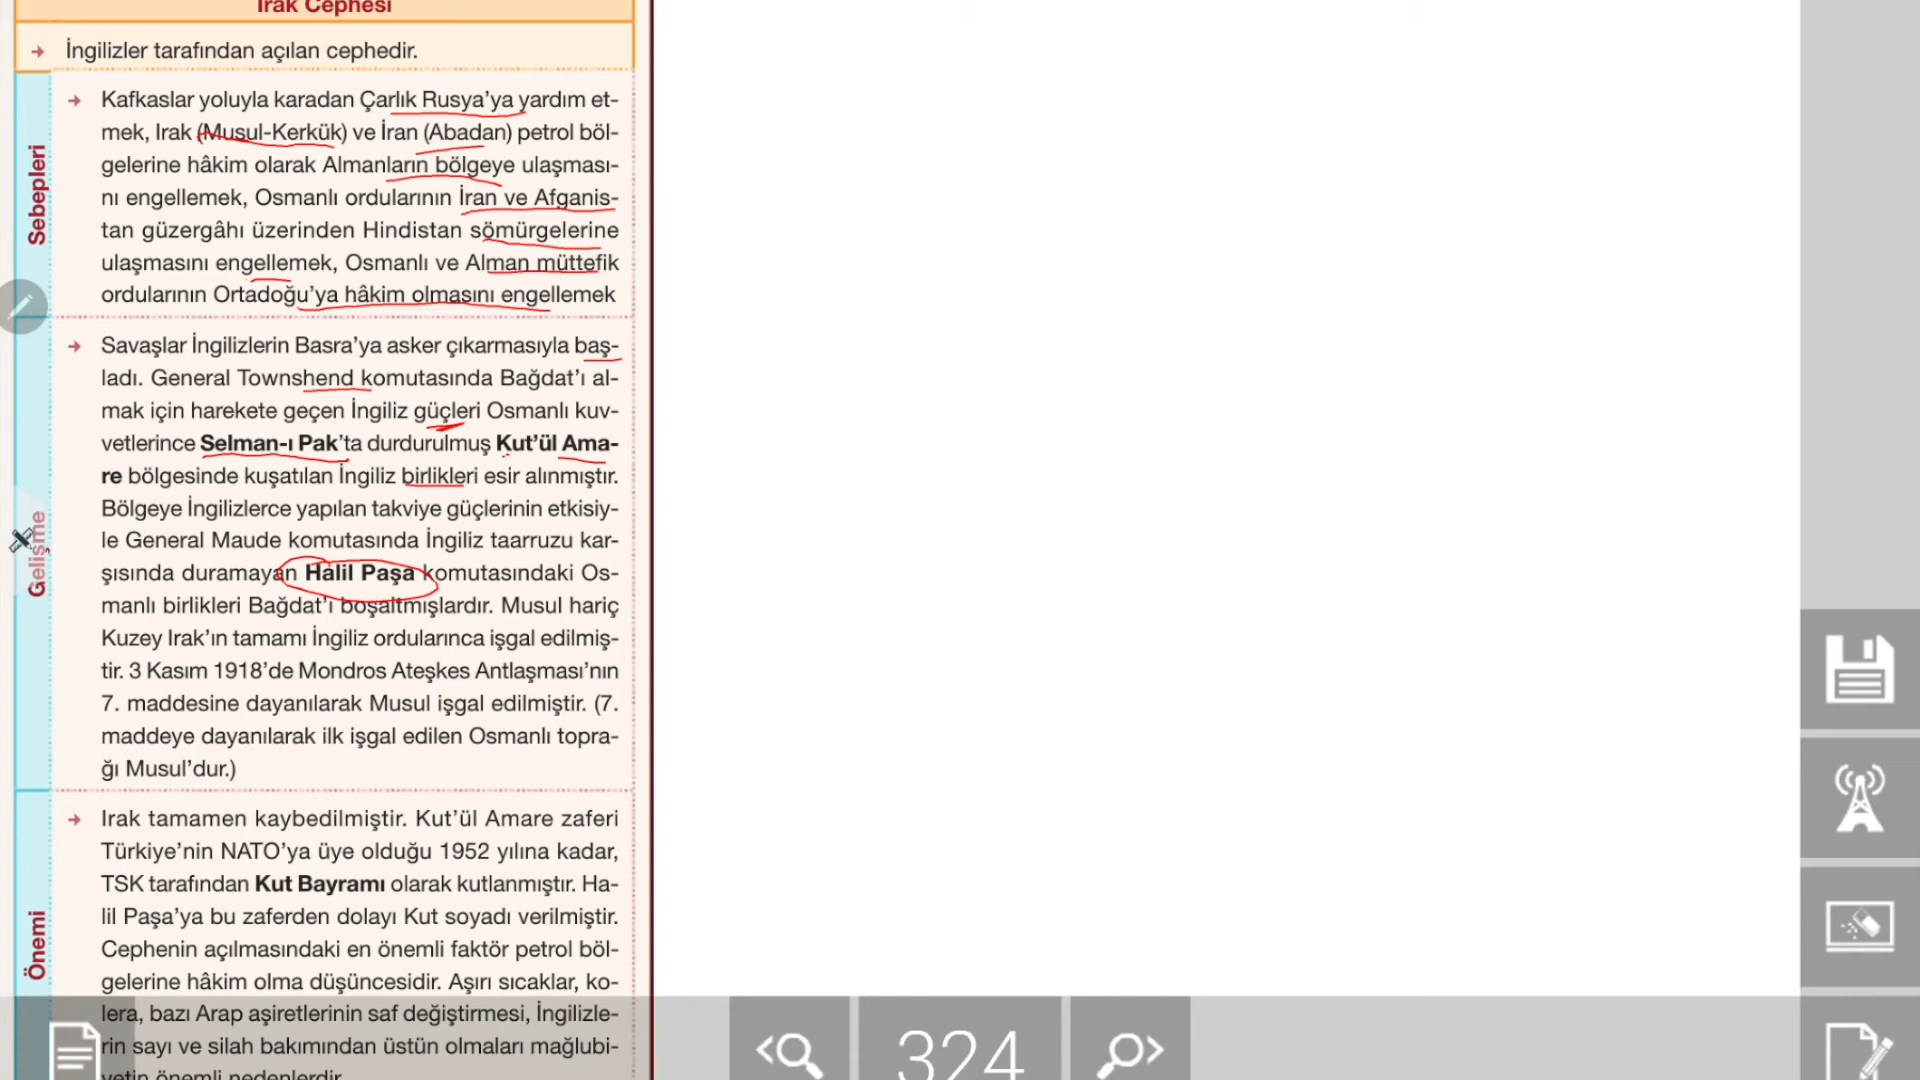 Irak Cephesi
→ İngilizler tarafından açılan cephedir.
Sebepleri
→ Kafkaslar yoluyla karadan Çarlık Rusya’ya yardım et-
mek, Irak (Musul-Kerkük) ve İran (Abadan) petrol böl-
gelerine hâkim olarak Almanların bölgeye ulaşması-
nı engellemek, Osmanlı ordularının İran ve Afganis-
tan güzergâhı üzerinden Hindistan sömürgelerine
ulaşmasını engellemek, Osmanlı ve Alman müttefik
ordularının Ortadoğu’ya hâkim olmasını engellemek
Gelişme
→ Savaşlar İngilizlerin Basra’ya asker çıkarmasıyla baş-
ladı. General Townshend komutasında Bağdat’ı al-
mak için harekete geçen İngiliz güçleri Osmanlı kuv-
vetlerince Selman-ı Pak’ta durdurulmuş Kut’ül Ama-
re bölgesinde kuşatılan İngiliz birlikleri esir alınmıştır.
Bölgeye İngilizlerce yapılan takviye güçlerinin etkisiy-
le General Maude komutasında İngiliz taarruzu kar-
şısında duramayan Halil Paşa komutasındaki Os-
manlı birlikleri Bağdat’ı boşaltmışlardır. Musul hariç
Kuzey Irak’ın tamamı İngiliz ordularınca işgal edilmiş-
tir. 3 Kasım 1918’de Mondros Ateşkes Antlaşması’nın
7. maddesine dayanılarak Musul işgal edilmiştir. (7.
maddeye dayanılarak ilk işgal edilen Osmanlı topra-
ğı Musul’dur.)
Önemi
→ Irak tamamen kaybedilmiştir. Kut’ül Amare zaferi
Türkiye’nin NATO’ya üye olduğu 1952 yılına kadar,
TSK tarafından Kut Bayramı olarak kutlanmıştır. Ha-
lil Paşa’ya bu zaferden dolayı Kut soyadı verilmiştir.
Cephenin açılmasındaki en önemli faktör petrol böl-
gelerine hâkim olma düşüncesidir. Aşırı sıcaklar, ko-
lera, bazı Arap aşiretlerinin saf değiştirmesi, İngilizle-
rin sayı ve silah bakımından üstün olmaları mağlubi-
yetin önemli nedenlerdir.
324